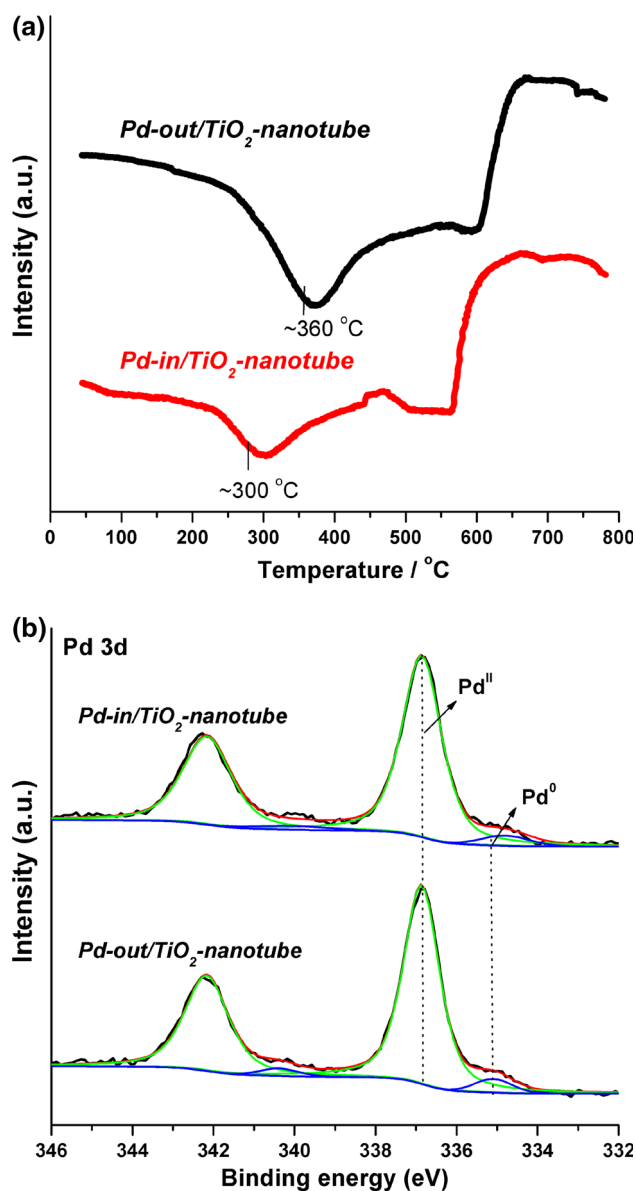 (a)
Pd-out/TiO₂-nanotube
~360 °C
Pd-in/TiO₂-nanotube
~300 °C
Intensity (a.u.)
0 100 200 300 400 500 600 700 800
Temperature / °C
(b)
Pd 3d
Pd-in/TiO₂-nanotube
Pdᴵᴵ
Pd⁰
Pd-out/TiO₂-nanotube
Intensity (a.u.)
346 344 342 340 338 336 334 332
Binding energy (eV)